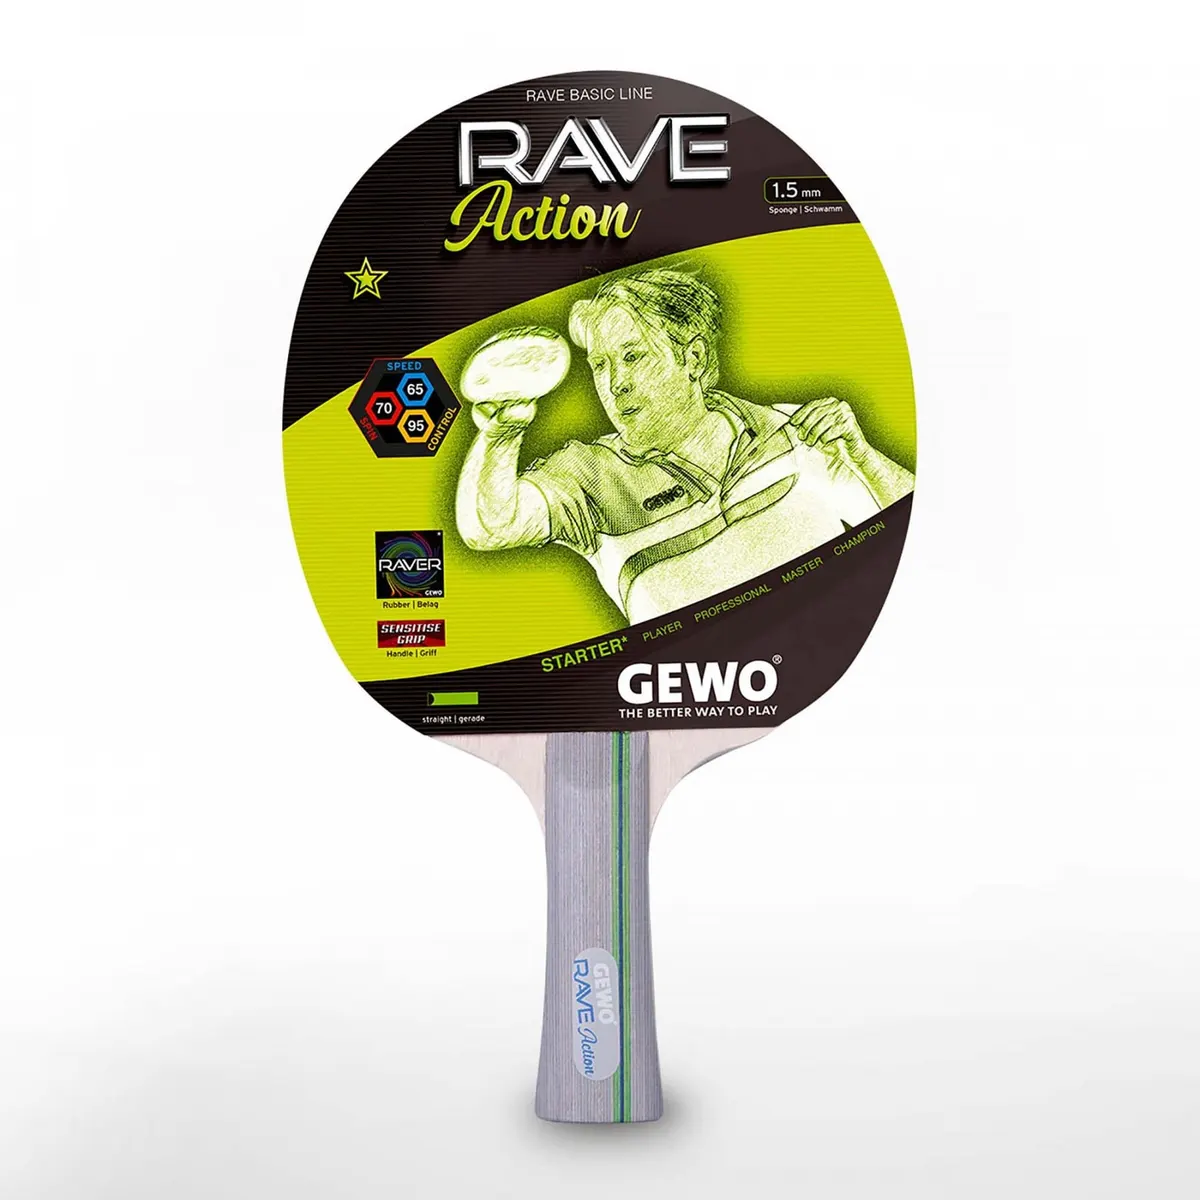 RAVE BASIC LINE
RAVE
Action
1.5 mm
Sponge | Schwamm
SPEED
65
70
95
SPIN
CONTROL
GEWO
RAVER®
GEWO
Rubber | Belag
SENSITISE
GRIP
Handle | Griff
STARTER* PLAYER PROFESSIONAL MASTER CHAMPION
GEWO®
THE BETTER WAY TO PLAY
straight | gerade
GEWO
RAVE Action